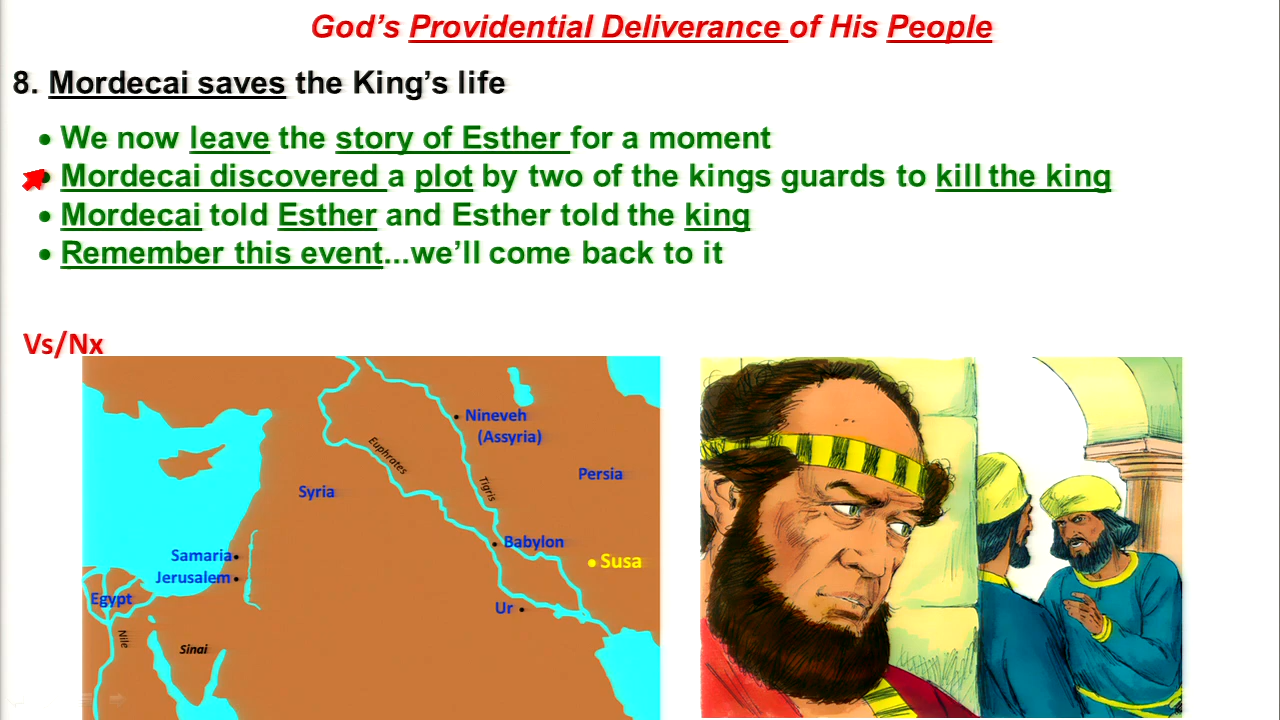 God's Providential Deliverance of His People
8. Mordecai saves the King's life
• We now leave the story of Esther for a moment
• Mordecai discovered a plot by two of the kings guards to kill the king
• Mordecai told Esther and Esther told the king
• Remember this event...we'll come back to it
Vs/Nx
Nineveh
(Assyria)
Euphrates
Tigris
Persia
Syria
Babylon
Susa
Samaria
Jerusalem
Egypt
Ur
Nile
Sinai